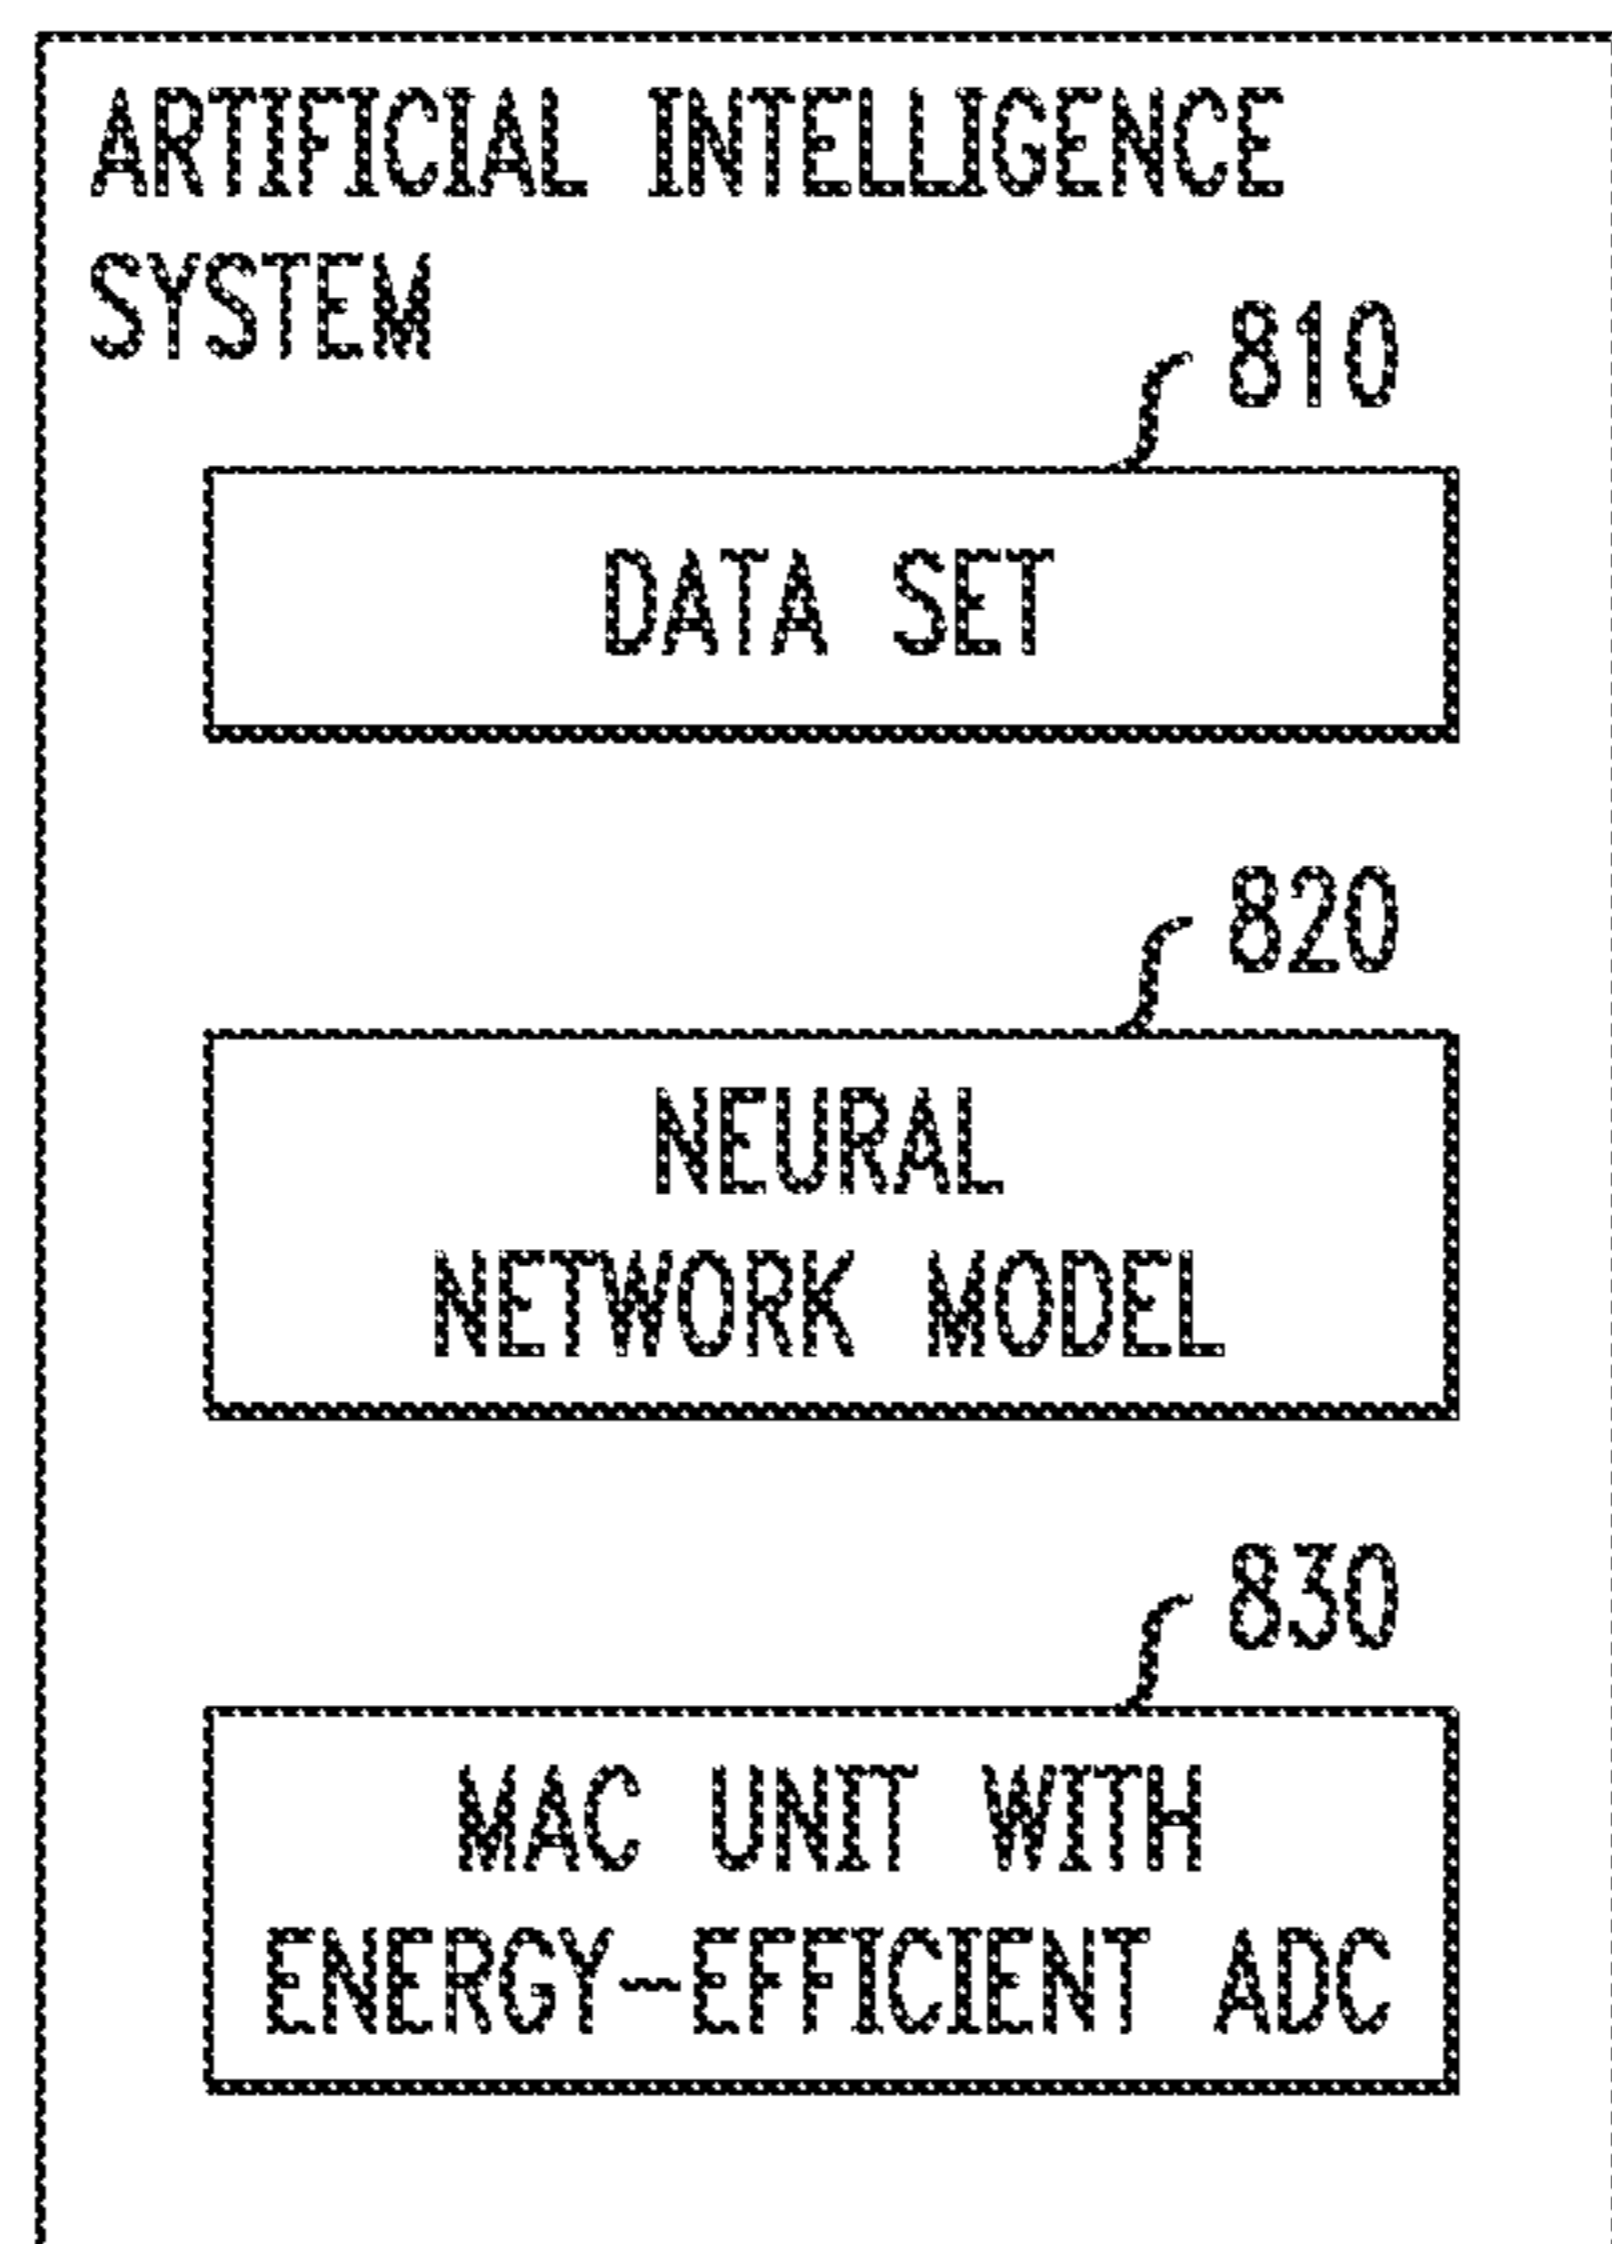 ARTIFICIAL INTELLIGENCE
SYSTEM
810
DATA SET
820
NEURAL
NETWORK MODEL
830
MAC UNIT WITH
ENERGY-EFFICIENT ADC